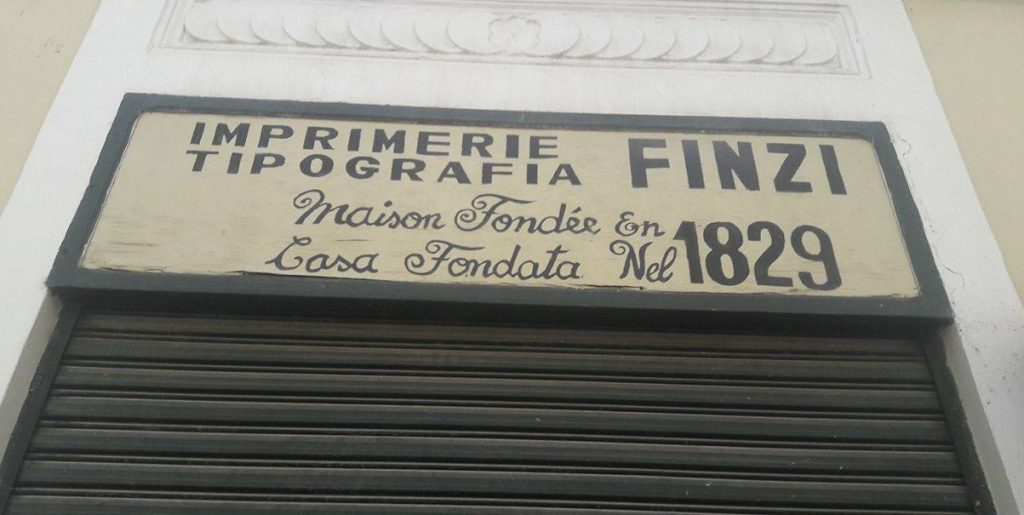 IMPRIMERIE
TIPOGRAFIA FINZI
Maison Fondée En
Casa Fondata Nel 1829